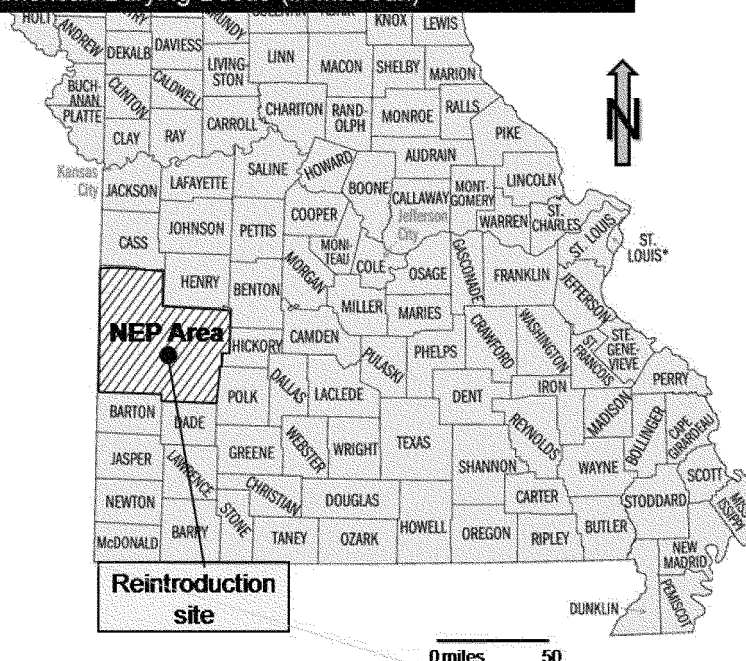 HOLT ANDREW DEKALB DAVIESS LIVING-STON LINN MACON KNOX LEWIS
SHELBY MARION
BUCH-ANAN
PLATTE CLINTON CALDWELL
CLAY RAY CARROLL CHARITON RAND OLPH MONROE RALLS PIKE
Kansas City
JACKSON LAFAYETTE SALINE HOWARD BOONE AUDRAIN
CALLAWAY MONT-GOMERY LINCOLN
Jefferson City
WARREN ST. CHARLES ST. LOUIS ST. LOUIS*
CASS JOHNSON PETTIS COOPER MONI-TEAU COLE OSAGE GASCONADE FRANKLIN JEFFERSON
HENRY BENTON MORGAN MILLER MARIES
N
NEP Area
HICKORY CAMDEN PULASKI PHELPS CRAWFORD WASHINGTON ST. FRANCOIS STE. GENE-VIEVE
BARTON DADE POLK DALLAS LACLEDE DENT IRON MADISON PERRY
JASPER LAWRENCE GREENE WEBSTER WRIGHT TEXAS REYNOLDS BOLLINGER CAPE GIRARDEAU
NEWTON CHRISTIAN DOUGLAS SHANNON WAYNE SCOTT
CARTER STODDARD MISS-ISSIPPI
McDONALD BARRY STONE TANEY OZARK HOWELL OREGON RIPLEY BUTLER
NEW MADRID
DUNKLIN PEMISCOT
Reintroduction
site
0 miles 50